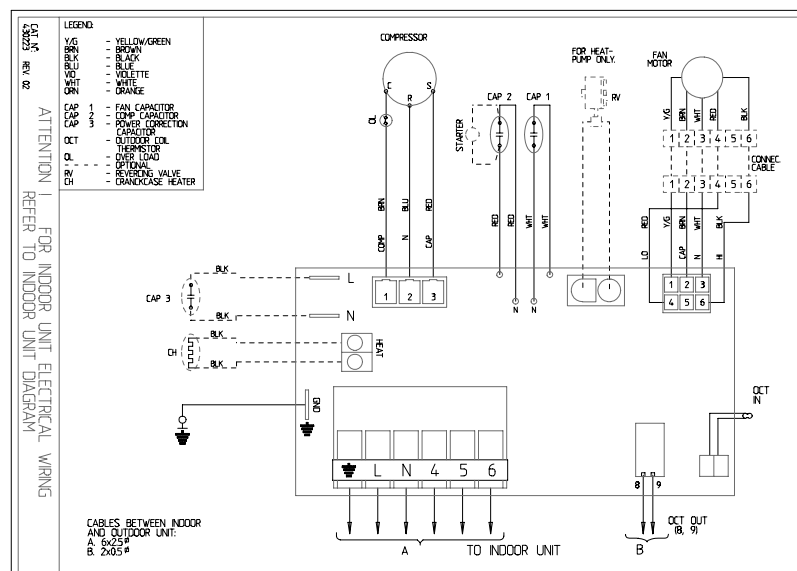 CAT N°. 430223 REV. 02
ATTENTION ! FOR INDOOR UNIT ELECTRICAL WIRING
REFER TO INDOOR UNIT DIAGRAM
LEGEND:
Y/G - YELLOW/GREEN
BRN - BROWN
BLK - BLACK
BLU - BLUE
VIO - VIOLETTE
WHT - WHITE
ORN - ORANGE
CAP 1 - FAN CAPACITOR
CAP 2 - COMP CAPACITOR
CAP 3 - POWER CORRECTION
CAPACITOR
OCT - OUTDOOR COIL
THERMISTOR
OL - OVER LOAD
- - - - - - OPTIONAL
RV - REVERCING VALVE
CH - CRANCKCASE HEATER
COMPRESSOR
C S
R
OL
BRN BLU RED
COMP N CAP
1 2 3
CAP 2 CAP 1
STARTER
RED RED WHT WHT
N N
FOR HEAT-
PUMP ONLY.
RV
FAN
MOTOR
Y/G BRN WHT RED BLK
1 2 3 4 5 6
CONNEC.
CABLE
1 2 3 4 5 6
RED Y/G BRN WHT BLK
LO CAP N HI
1 2 3
4 5 6
BLK L
CAP 3
BLK N
BLK HEAT
CH
BLK
GND
OCT
IN
L N 4 5 6
8 9
OCT OUT
(8, 9)
CABLES BETWEEN INDOOR
AND OUTDOOR UNIT:
A. 6x2.5ø
B. 2x0.5ø
A TO INDOOR UNIT B